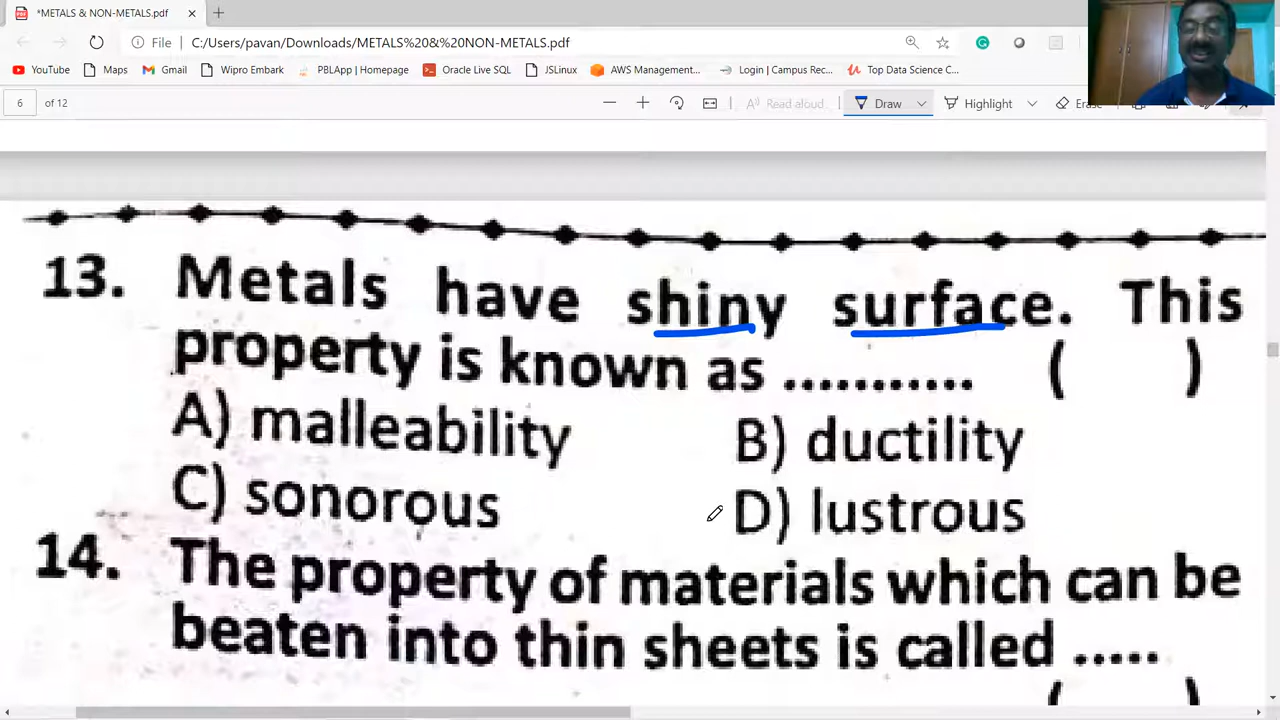 *METALS & NON-METALS.pdf
File C:/Users/pavan/Downloads/METALS%20&%20NON-METALS.pdf
YouTube Maps Gmail Wipro Embark PBLApp | Homepage Oracle Live SQL JSLinux AWS Management... Login | Campus Rec... Top Data Science C...
6 of 12 Read aloud Draw Highlight Erase
13. Metals have shiny surface. This
property is known as ........... ( )
A) malleability B) ductility
C) sonorous D) lustrous
14. The property of materials which can be
beaten into thin sheets is called .....
( )